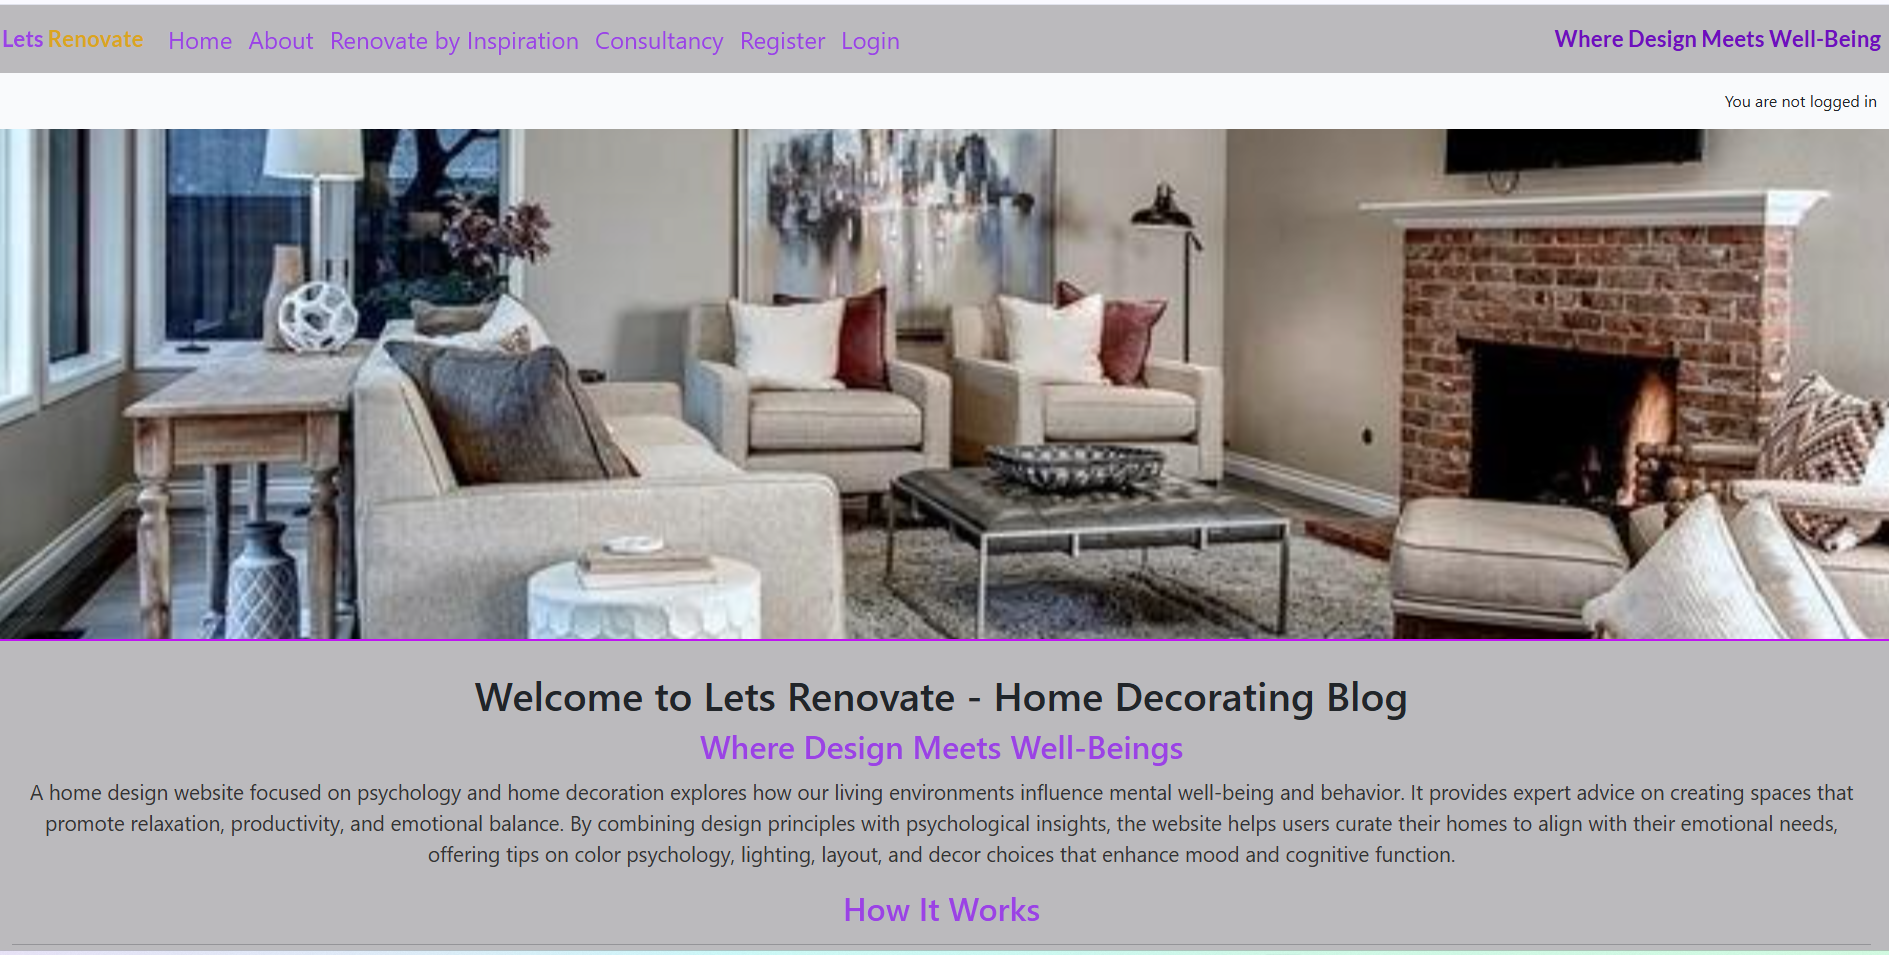 Lets Renovate Home About Renovate by Inspiration Consultancy Register Login Where Design Meets Well-Being
You are not logged in
Welcome to Lets Renovate - Home Decorating Blog
Where Design Meets Well-Beings
A home design website focused on psychology and home decoration explores how our living environments influence mental well-being and behavior. It provides expert advice on creating spaces that
promote relaxation, productivity, and emotional balance. By combining design principles with psychological insights, the website helps users curate their homes to align with their emotional needs,
offering tips on color psychology, lighting, layout, and decor choices that enhance mood and cognitive function.
How It Works